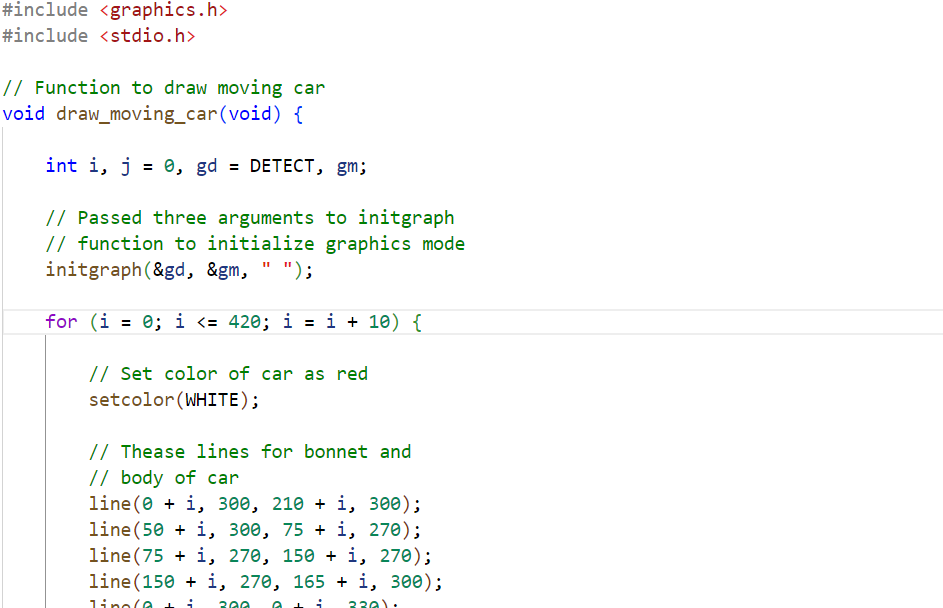 #include <graphics.h>
#include <stdio.h>

// Function to draw moving car
void draw_moving_car(void) {

    int i, j = 0, gd = DETECT, gm;

    // Passed three arguments to initgraph
    // function to initialize graphics mode
    initgraph(&gd, &gm, " ");

    for (i = 0; i <= 420; i = i + 10) {

        // Set color of car as red
        setcolor(WHITE);

        // Thease lines for bonnet and
        // body of car
        line(0 + i, 300, 210 + i, 300);
        line(50 + i, 300, 75 + i, 270);
        line(75 + i, 270, 150 + i, 270);
        line(150 + i, 270, 165 + i, 300);
        line(0 + i, 300, 0 + i, 330);